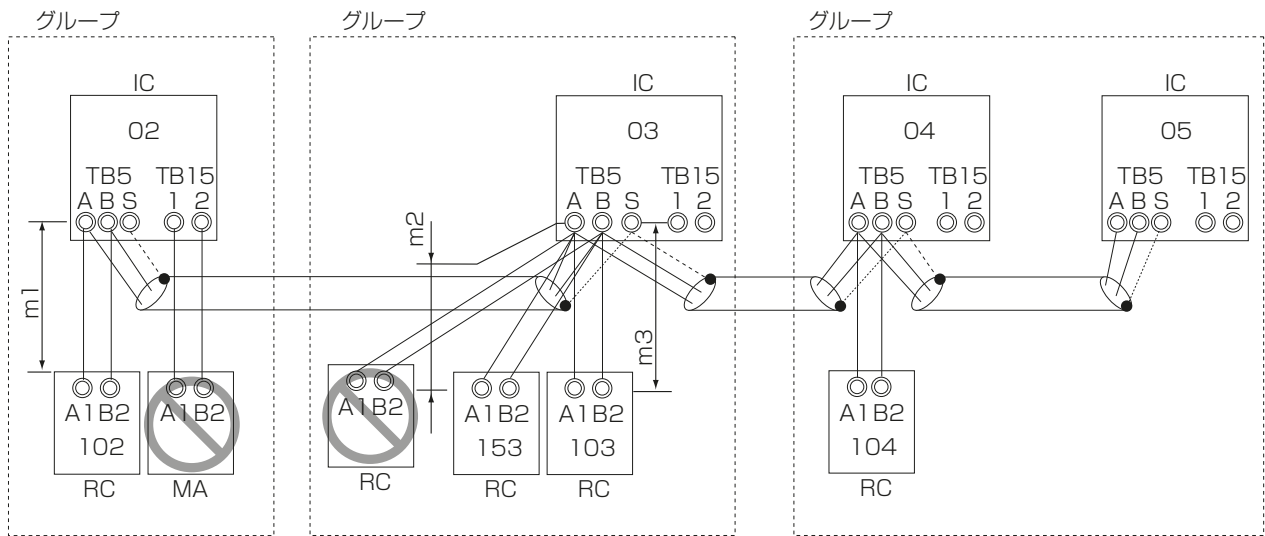 グループ
グループ
グループ
IC
02
TB5 TB15
A B S 1 2
IC
03
TB5 TB15
A B S 1 2
IC
04
TB5 TB15
A B S 1 2
IC
05
TB5 TB15
A B S 1 2
m1
m2
m3
A1B2
102
RC
A1B2
MA
A1B2
RC
A1B2
153
RC
A1B2
103
RC
A1B2
104
RC